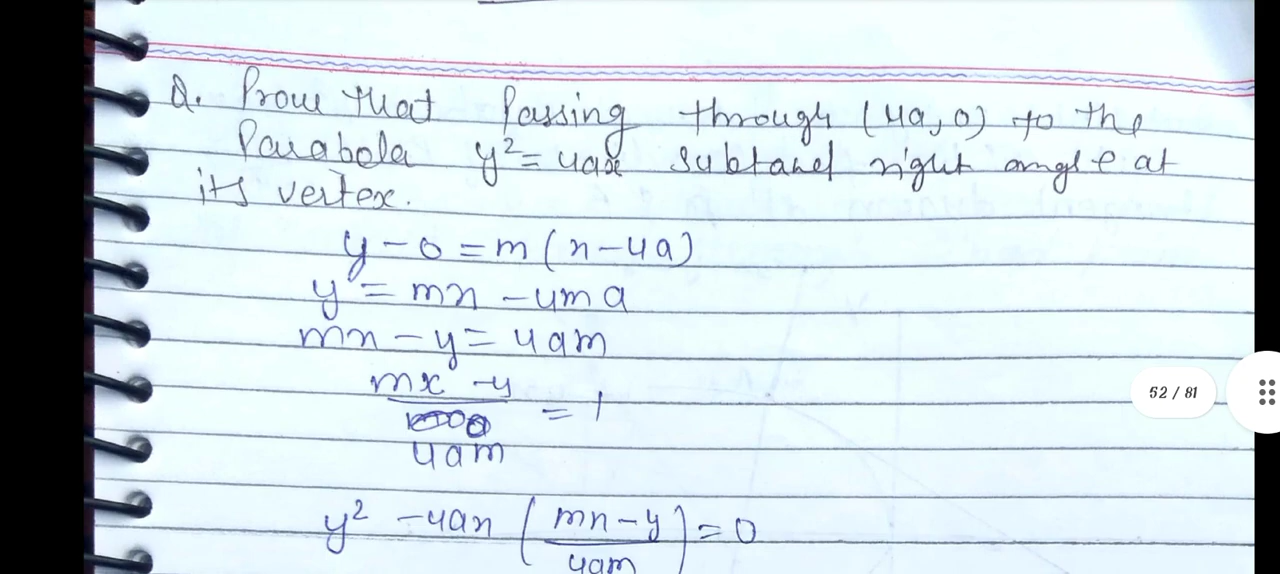 Q. Prove that Passing through (4a,0) to the
Parabola y²=4ax subtand right angle at
its vertex.
y-0=m(x-4a)
y=mx-4ma
mx-y=4am
mx-y
=1
4am
52 / 81
y²-4ax(mx-y)=0
4am